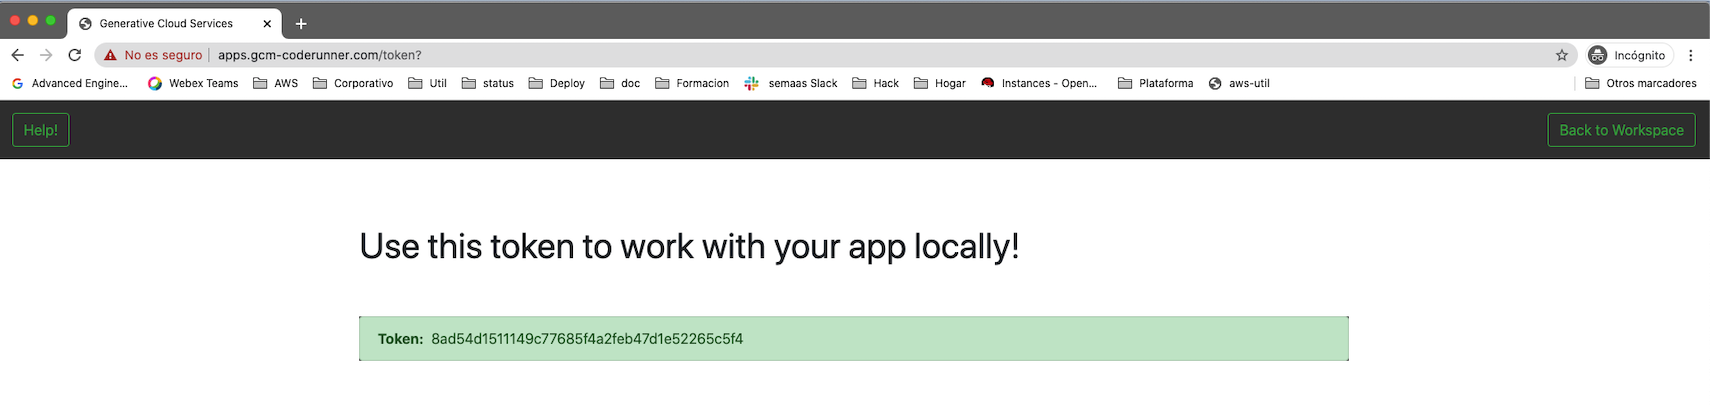 Generative Cloud Services
No es seguro apps.gcm-coderunner.com/token? Incógnito
Advanced Engine... Webex Teams AWS Corporativo Util status Deploy doc Formacion semaas Slack Hack Hogar Instances - Open... Plataforma aws-util Otros marcadores
Help! Back to Workspace
Use this token to work with your app locally!
Token: 8ad54d1511149c77685f4a2feb47d1e52265c5f4